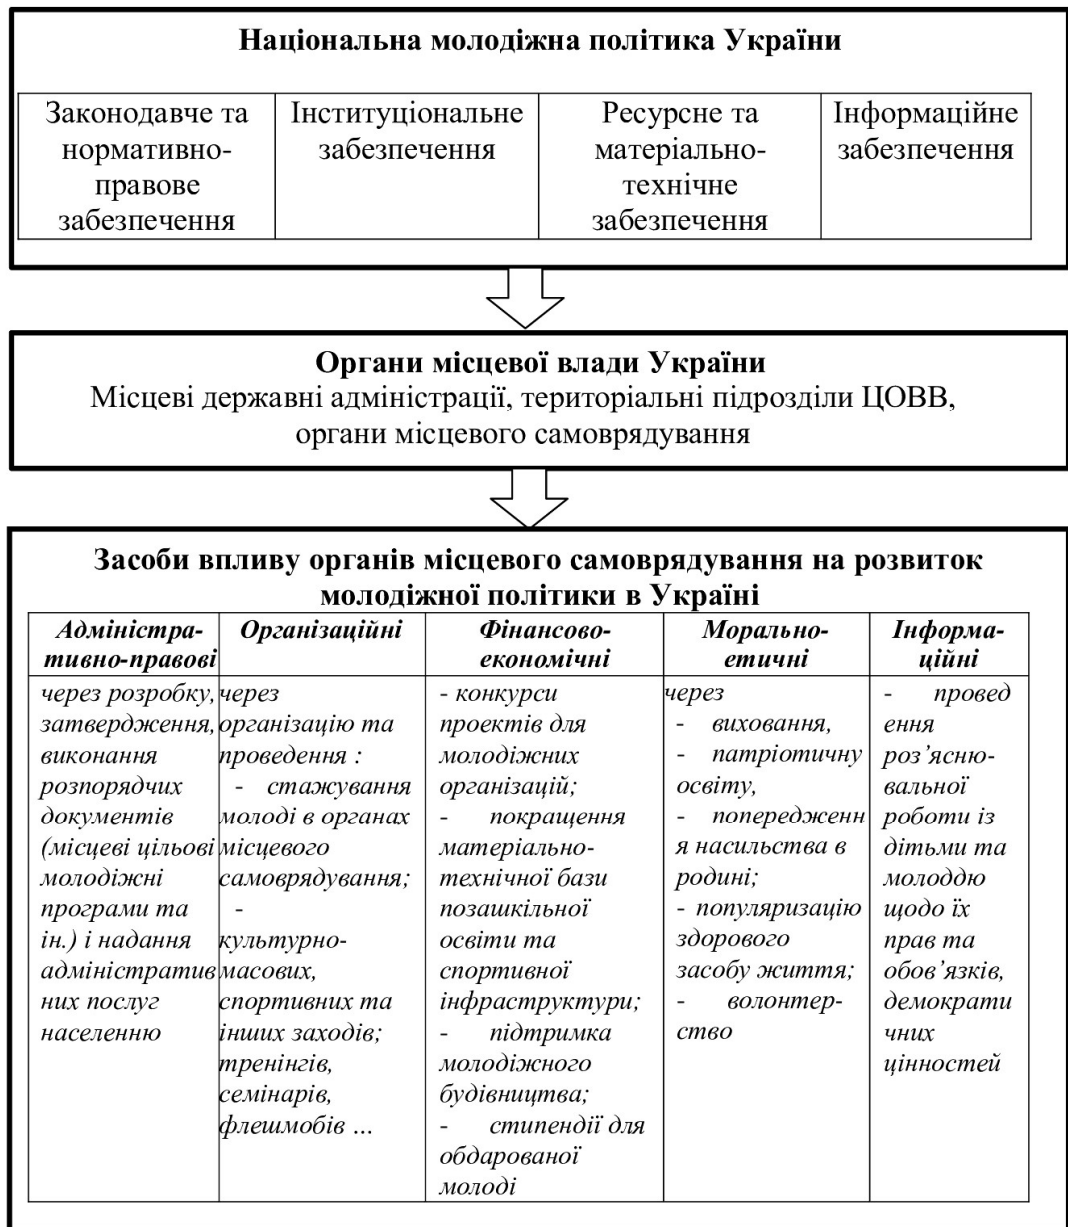 Національна молодіжна політика України
Законодавче та
нормативно-
правове
забезпечення
Інституціональне
забезпечення
Ресурсне та
матеріально-
технічне
забезпечення
Інформаційне
забезпечення
Органи місцевої влади України
Місцеві державні адміністрації, територіальні підрозділи ЦОВВ,
органи місцевого самоврядування
Засоби впливу органів місцевого самоврядування на розвиток
молодіжної політики в Україні
Адміністра-
тивно-правові
Організаційні
Фінансово-
економічні
Морально-
етичні
Інформа-
ційні
через розробку,
затвердження,
виконання
розпорядчих
документів
(місцеві цільові
молодіжні
програми та
ін.) і надання
адміністратив
них послуг
населенню
через
організацію та
проведення :
- стажування
молоді в органах
місцевого
самоврядування;
-
культурно-
масових,
спортивних та
інших заходів;
тренінгів,
семінарів,
флешмобів ...
- конкурси
проектів для
молодіжних
організацій;
- покращення
матеріально-
технічної бази
позашкільної
освіти та
спортивної
інфраструктури;
- підтримка
молодіжного
будівництва;
- стипендії для
обдарованої
молоді
через
- виховання,
- патріотичну
освіту,
- попередженн
я насильства в
родині;
- популяризацію
здорового
засобу життя;
- волонтер-
ство
- провед
ення
роз’ясню-
вальної
роботи із
дітьми та
молоддю
щодо їх
прав та
обов’язків,
демократи
чних
цінностей